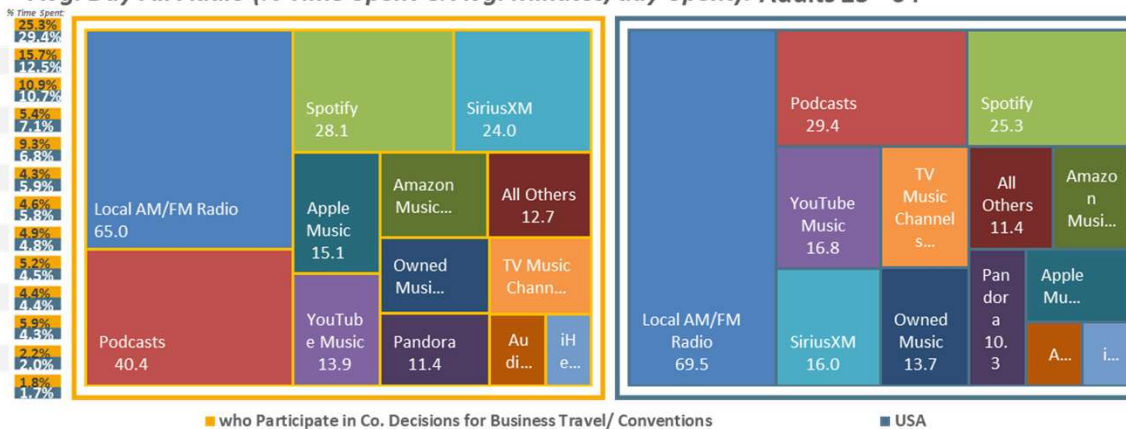 % Time Spent:
25.3%
29.4%
15.7%
12.5%
10.9%
10.7%
5.4%
7.1%
9.3%
6.8%
4.3%
5.9%
4.6%
5.8%
4.9%
4.8%
5.2%
4.5%
4.4%
4.4%
5.9%
4.3%
2.2%
2.0%
1.8%
1.7%
Local AM/FM Radio
65.0
Podcasts
40.4
Spotify
28.1
SiriusXM
24.0
Apple
Music
15.1
YouTub
e Music
13.9
Amazon
Music...
All Others
12.7
Owned
Musi...
TV Music
Chann...
Pandora
11.4
Au
di...
iH
e...
Local AM/FM
Radio
69.5
Podcasts
29.4
Spotify
25.3
YouTube
Music
16.8
TV
Music
Channel
s...
All
Others
11.4
Amazo
n
Musi...
SiriusXM
16.0
Owned
Music
13.7
Pan
dor
a
10.
3
Apple
Mu...
A...
i...
who Participate in Co. Decisions for Business Travel/ Conventions
USA